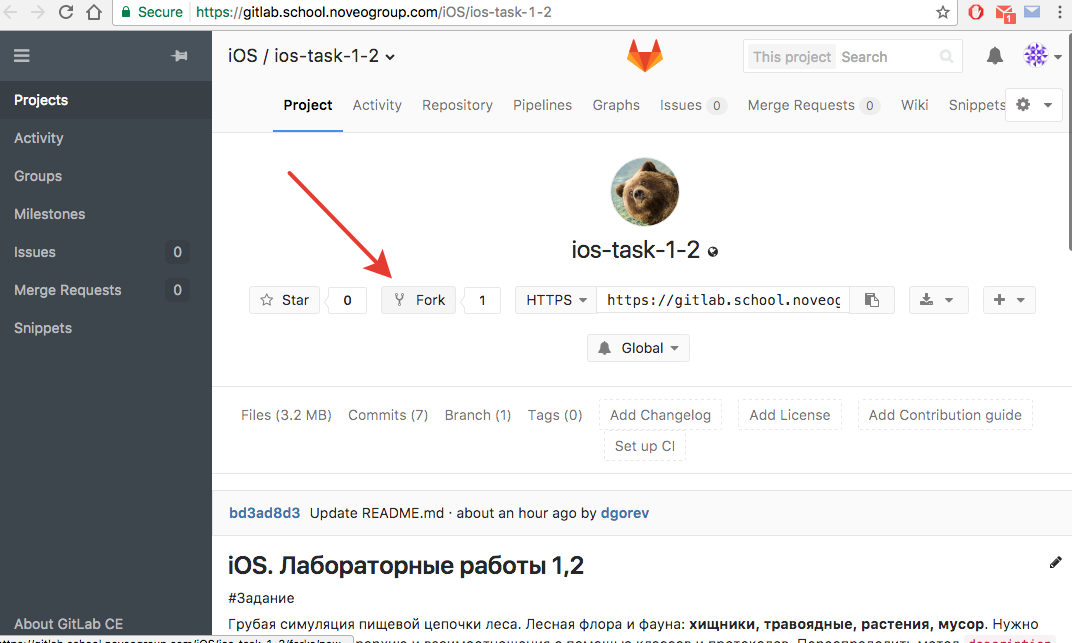 Secure https://gitlab.school.noveogroup.com/iOS/ios-task-1-2
1
iOS / ios-task-1-2
This project Search
Projects
Activity
Groups
Milestones
Issues 0
Merge Requests 0
Snippets
Project Activity Repository Pipelines Graphs Issues 0 Merge Requests 0 Wiki Snippets
ios-task-1-2
Star 0 Fork 1 HTTPS https://gitlab.school.noveog
Global
Files (3.2 MB) Commits (7) Branch (1) Tags (0) Add Changelog Add License Add Contribution guide
Set up CI
bd3ad8d3 Update README.md · about an hour ago by dgorev
iOS. Лабораторные работы 1,2
#Задание
Грубая симуляция пищевой цепочки леса. Лесная флора и фауна: хищники, травоядные, растения, мусор. Нужно
About GitLab CE